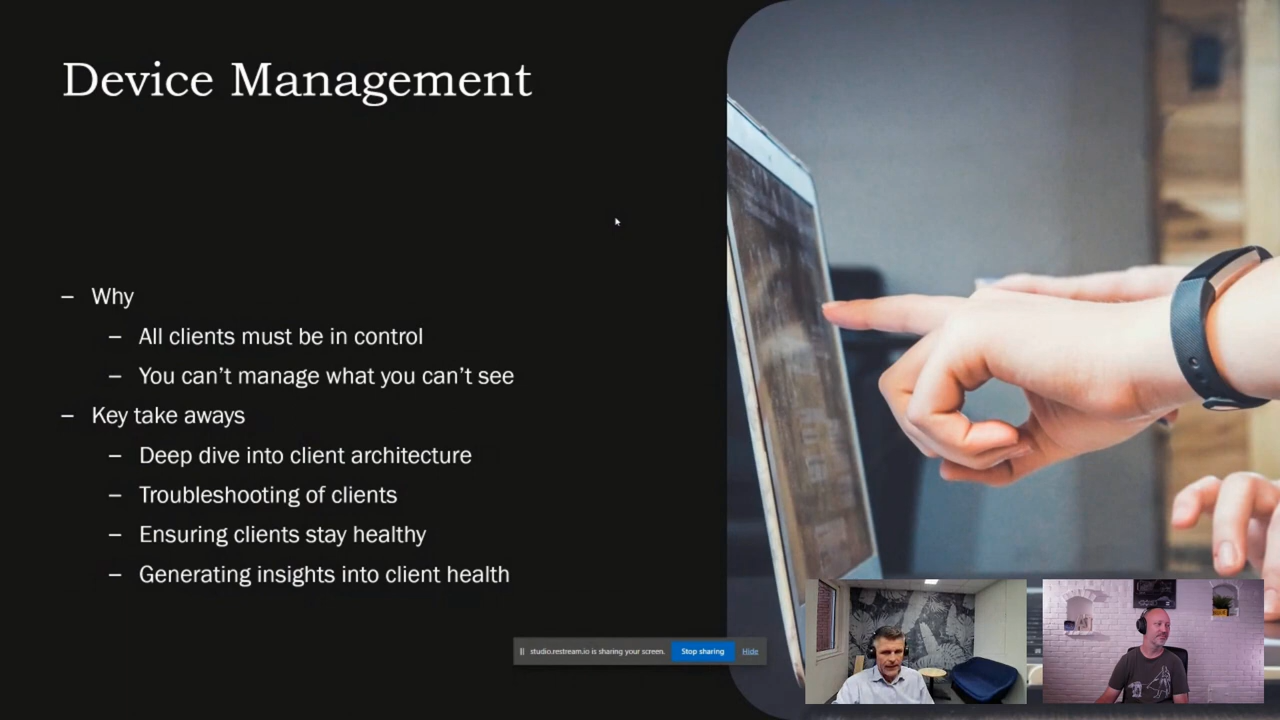 Device Management
– Why
– All clients must be in control
– You can’t manage what you can’t see
– Key take aways
– Deep dive into client architecture
– Troubleshooting of clients
– Ensuring clients stay healthy
– Generating insights into client health
studio.restream.io is sharing your screen. Stop sharing Hide